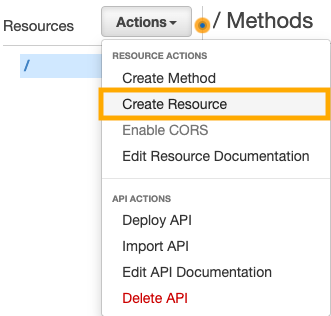 Resources
Actions
/ Methods
/
RESOURCE ACTIONS
Create Method
Create Resource
Enable CORS
Edit Resource Documentation
API ACTIONS
Deploy API
Import API
Edit API Documentation
Delete API